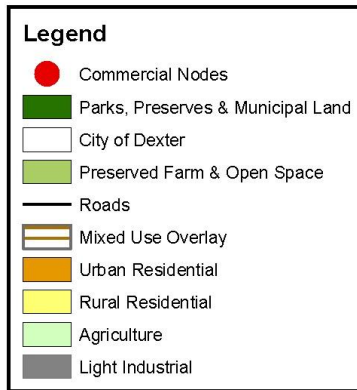 Legend
Commercial Nodes
Parks, Preserves & Municipal Land
City of Dexter
Preserved Farm & Open Space
Roads
Mixed Use Overlay
Urban Residential
Rural Residential
Agriculture
Light Industrial